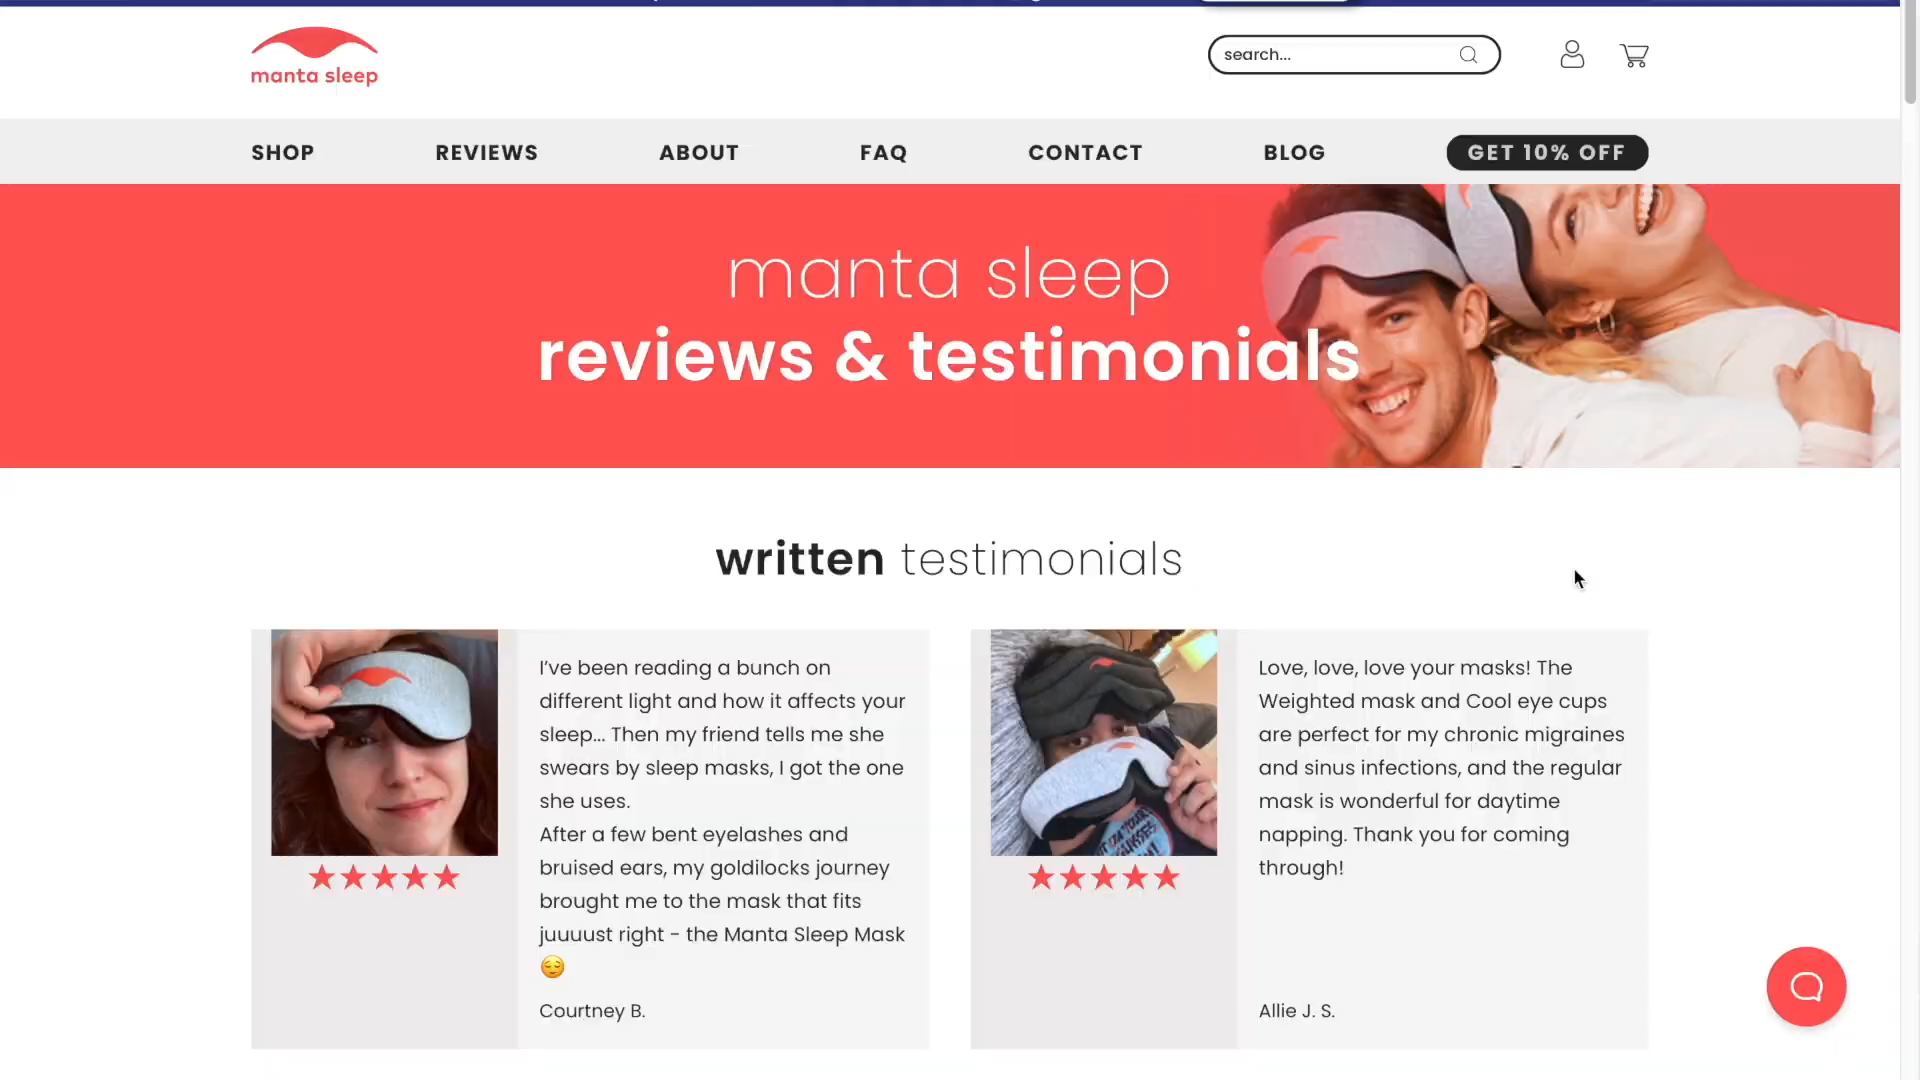 manta sleep
search...
SHOP
REVIEWS
ABOUT
FAQ
CONTACT
BLOG
GET 10% OFF
manta sleep
reviews & testimonials
written testimonials
I've been reading a bunch on
different light and how it affects your
sleep... Then my friend tells me she
swears by sleep masks, I got the one
she uses.
After a few bent eyelashes and
bruised ears, my goldilocks journey
brought me to the mask that fits
juuuust right - the Manta Sleep Mask
😌
Courtney B.
Love, love, love your masks! The
Weighted mask and Cool eye cups
are perfect for my chronic migraines
and sinus infections, and the regular
mask is wonderful for daytime
napping. Thank you for coming
through!
Allie J. S.